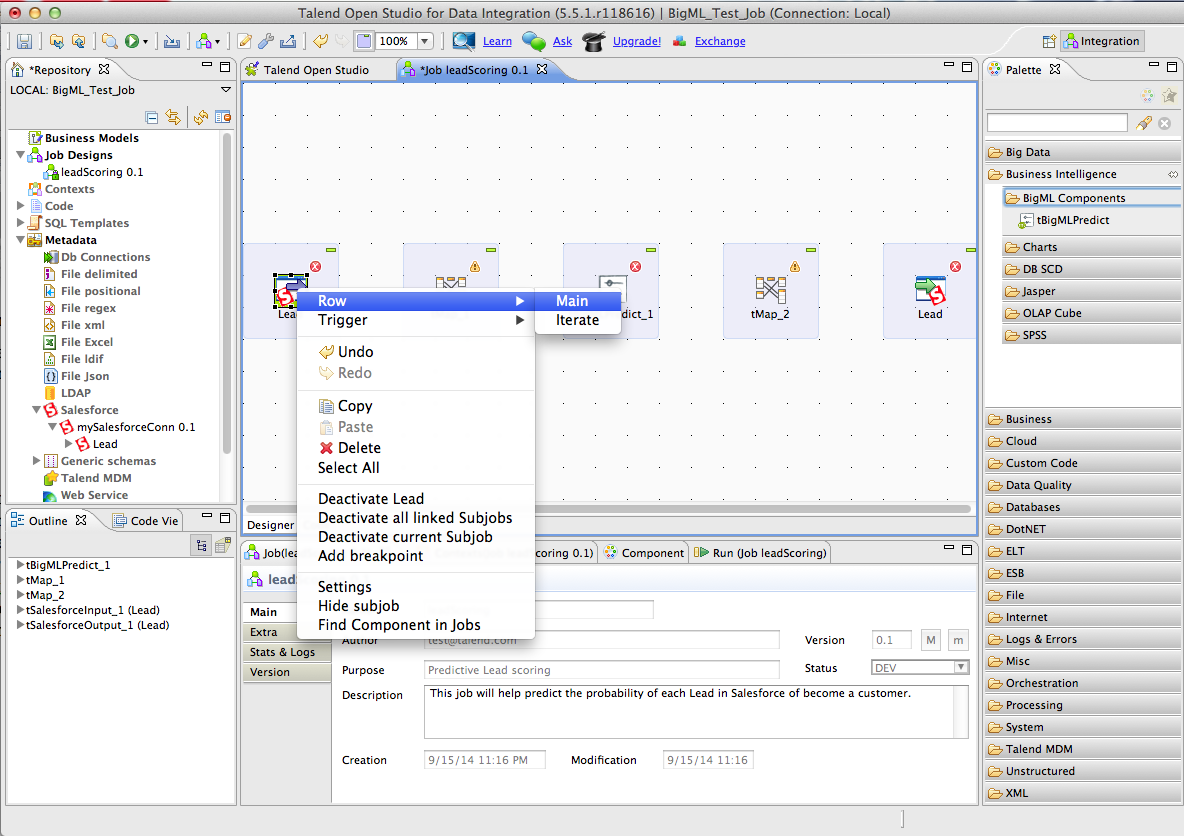 Talend Open Studio for Data Integration (5.5.1.r118616) | BigML_Test_Job (Connection: Local)
100% Learn Ask Upgrade! Exchange Integration
*Repository
LOCAL: BigML_Test_Job
Business Models
Job Designs
leadScoring 0.1
Contexts
Code
SQL Templates
Metadata
Db Connections
File delimited
File positional
File regex
File xml
File Excel
File ldif
File Json
LDAP
Salesforce
mySalesforceConn 0.1
Lead
Generic schemas
Talend MDM
Web Service
Outline Code Vie
tBigMLPredict_1
tMap_1
tMap_2
tSalesforceInput_1 (Lead)
tSalesforceOutput_1 (Lead)
Talend Open Studio *Job leadScoring 0.1
Lea dict_1 tMap_2 Lead
Row
Trigger
Undo
Redo
Copy
Paste
Delete
Select All
Deactivate Lead
Deactivate all linked Subjobs
Deactivate current Subjob
Add breakpoint
Settings
Hide subjob
Find Component in Jobs
Main
Iterate
Designer
Job(lea coring 0.1) Component Run (Job leadScoring)
lead
Main
Extra
Stats & Logs
Version
Author test@talend.com Version 0.1 M m
Purpose Predictive Lead scoring Status DEV
Description This job will help predict the probability of each Lead in Salesforce of become a customer.
Creation 9/15/14 11:16 PM Modification 9/15/14 11:16
Palette
Big Data
Business Intelligence
BigML Components
tBigMLPredict
Charts
DB SCD
Jasper
OLAP Cube
SPSS
Business
Cloud
Custom Code
Data Quality
Databases
DotNET
ELT
ESB
File
Internet
Logs & Errors
Misc
Orchestration
Processing
System
Talend MDM
Unstructured
XML